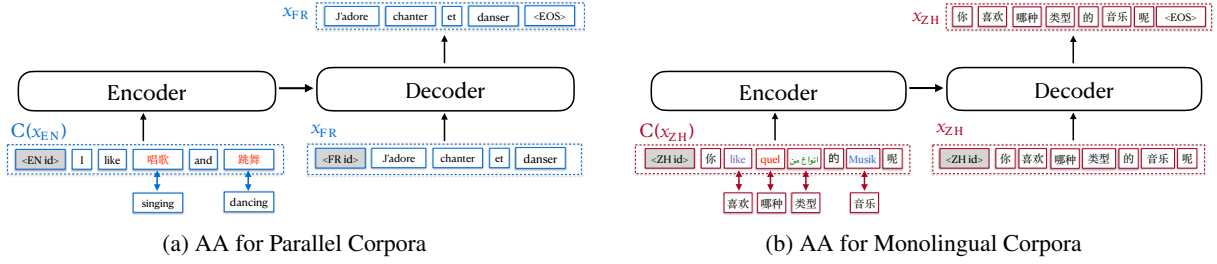 x_FR
J'adore chanter et danser <EOS>
Encoder
Decoder
C(x_EN)
x_FR
<EN id> I like 唱歌 and 跳舞
<FR id> J'adore chanter et danser
singing dancing
(a) AA for Parallel Corpora
x_ZH
你 喜欢 哪种 类型 的 音乐 呢 <EOS>
Encoder
Decoder
C(x_ZH)
x_ZH
<ZH id> 你 like quel انواع من 的 Musik 呢
<ZH id> 你 喜欢 哪种 类型 的 音乐 呢
喜欢 哪种 类型 音乐
(b) AA for Monolingual Corpora